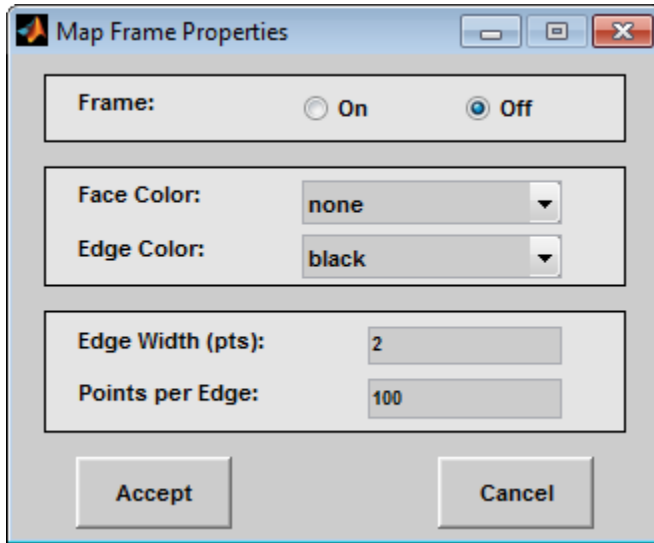 Map Frame Properties
Frame: On Off
Face Color: none
Edge Color: black
Edge Width (pts): 2
Points per Edge: 100
Accept Cancel